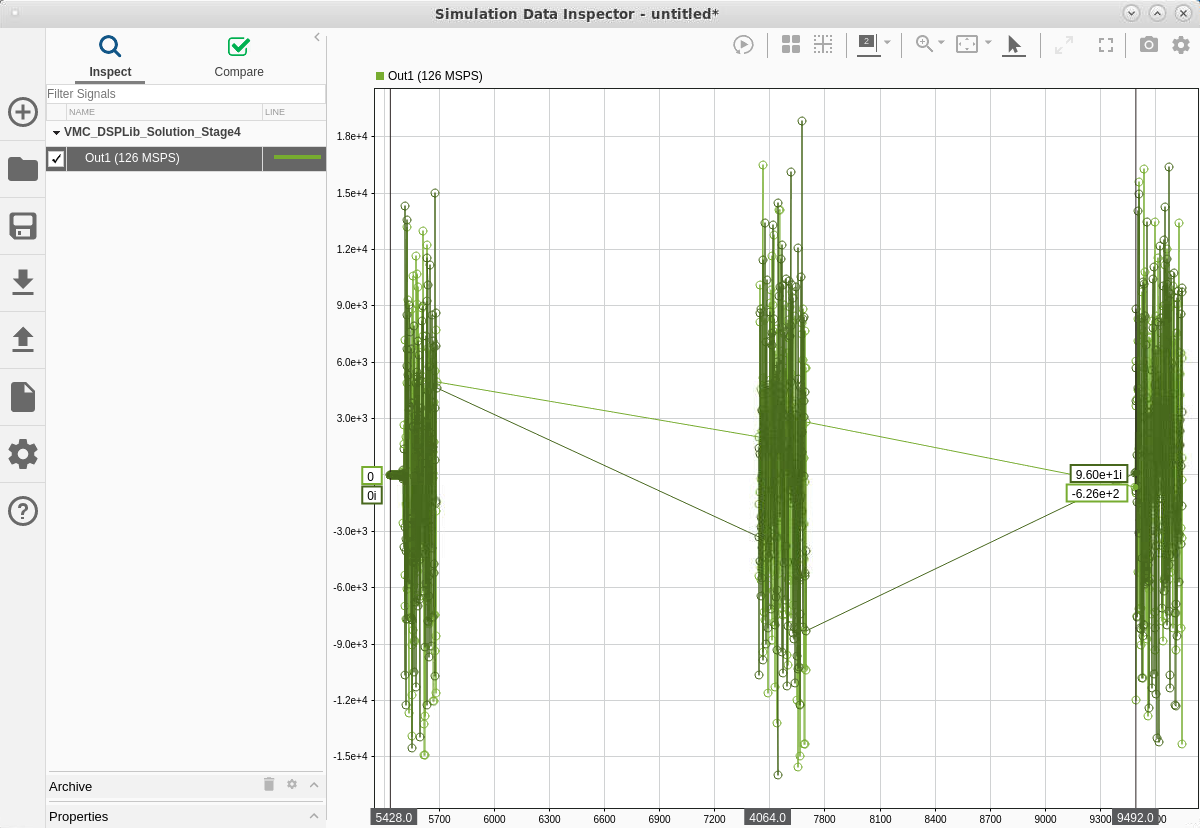 Simulation Data Inspector - untitled*
Inspect
Compare
Filter Signals
NAME
LINE
VMC_DSPLib_Solution_Stage4
Out1 (126 MSPS)
Archive
Properties
2
Out1 (126 MSPS)
1.8e+4
1.5e+4
1.2e+4
9.0e+3
6.0e+3
3.0e+3
0
0i
-3.0e+3
-6.0e+3
-9.0e+3
-1.2e+4
-1.5e+4
9.60e+1i
-6.26e+2
5428.0
5700
6000
6300
6600
6900
7200
4064.0
7800
8100
8400
8700
9000
9300
9492.0